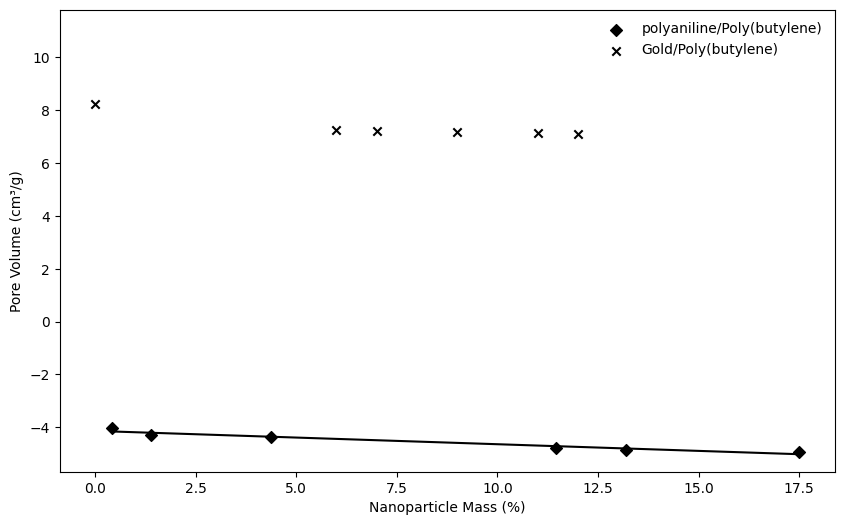 polyaniline/Poly(butylene)
Gold/Poly(butylene)
10
8
6
4
2
0
−2
−4
Pore Volume (cm³/g)
0.0 2.5 5.0 7.5 10.0 12.5 15.0 17.5
Nanoparticle Mass (%)